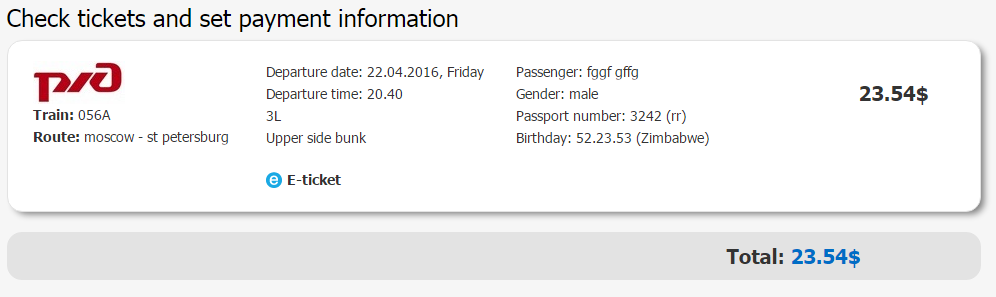 Check tickets and set payment information
pжд
Train: 056A
Route: moscow - st petersburg
Departure date: 22.04.2016, Friday
Departure time: 20.40
3L
Upper side bunk
e E-ticket
Passenger: fggf gffg
Gender: male
Passport number: 3242 (rr)
Birthday: 52.23.53 (Zimbabwe)
23.54$
Total: 23.54$